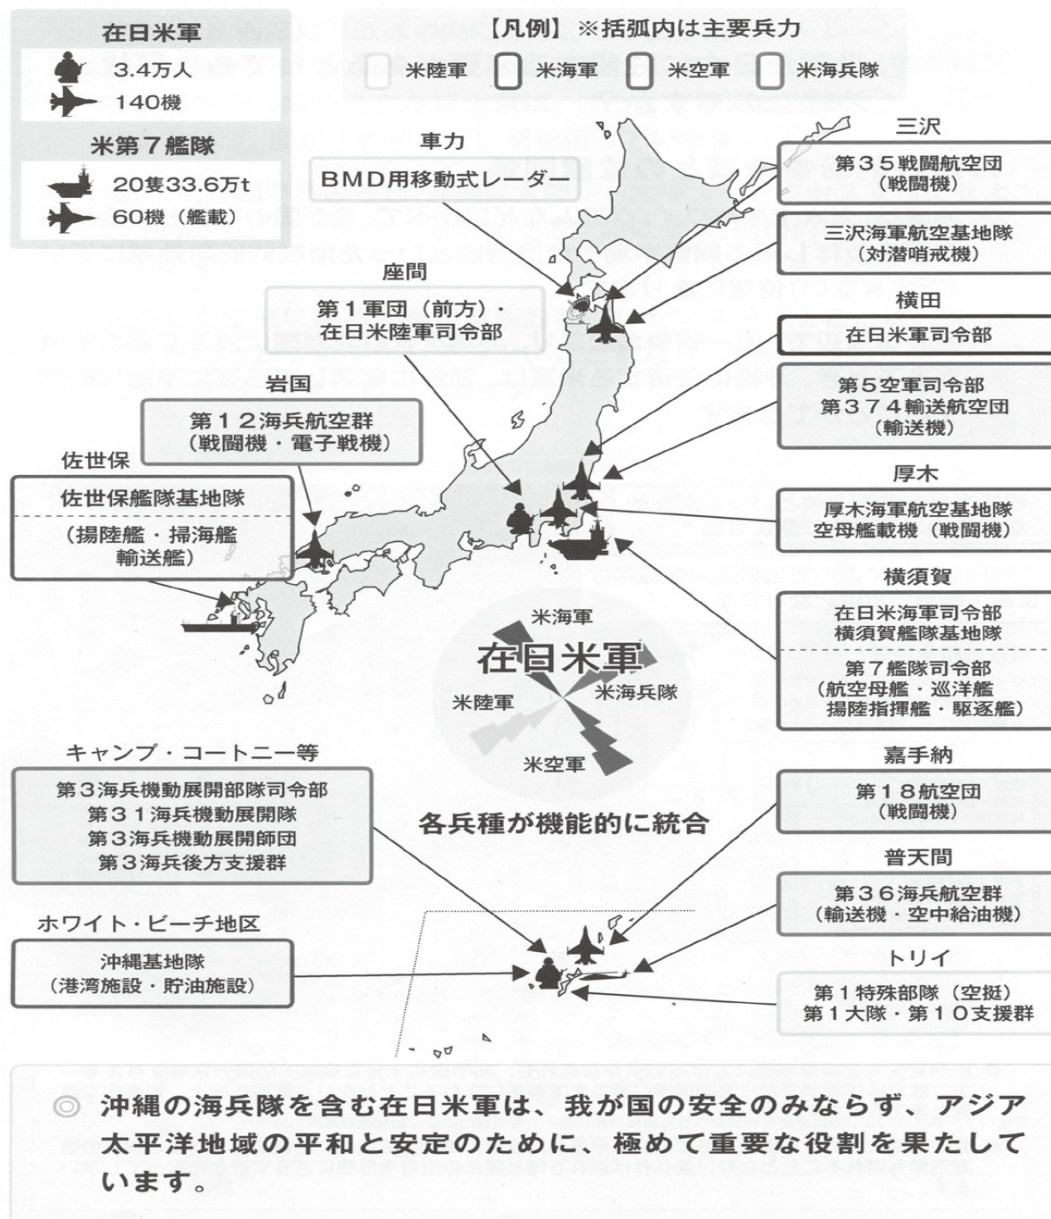 在日米軍
3.4万人
140機
米第7艦隊
20隻33.6万t
60機（艦載）
【凡例】※括弧内は主要兵力
米陸軍
米海軍
米空軍
米海兵隊
車力
BMD用移動式レーダー
三沢
第35戦闘航空団
（戦闘機）
三沢海軍航空基地隊
（対潜哨戒機）
座間
第1軍団（前方）・
在日米陸軍司令部
横田
在日米軍司令部
第5空軍司令部
第374輸送航空団
（輸送機）
岩国
第12海兵航空群
（戦闘機・電子戦機）
佐世保
佐世保艦隊基地隊
（揚陸艦・掃海艦
輸送艦）
厚木
厚木海軍航空基地隊
空母艦載機（戦闘機）
横須賀
在日米海軍司令部
横須賀艦隊基地隊
第7艦隊司令部
（航空母艦・巡洋艦
揚陸指揮艦・駆逐艦）
米海軍
在日米軍
米海兵隊
米陸軍
米空軍
各兵種が機能的に統合
キャンプ・コートニー等
第3海兵機動展開部隊司令部
第31海兵機動展開隊
第3海兵機動展開師団
第3海兵後方支援群
嘉手納
第18航空団
（戦闘機）
普天間
第36海兵航空群
（輸送機・空中給油機）
ホワイト・ビーチ地区
沖縄基地隊
（港湾施設・貯油施設）
トリイ
第1特殊部隊（空挺）
第1大隊・第10支援群
◎ 沖縄の海兵隊を含む在日米軍は、我が国の安全のみならず、アジア
太平洋地域の平和と安定のために、極めて重要な役割を果たして
います。